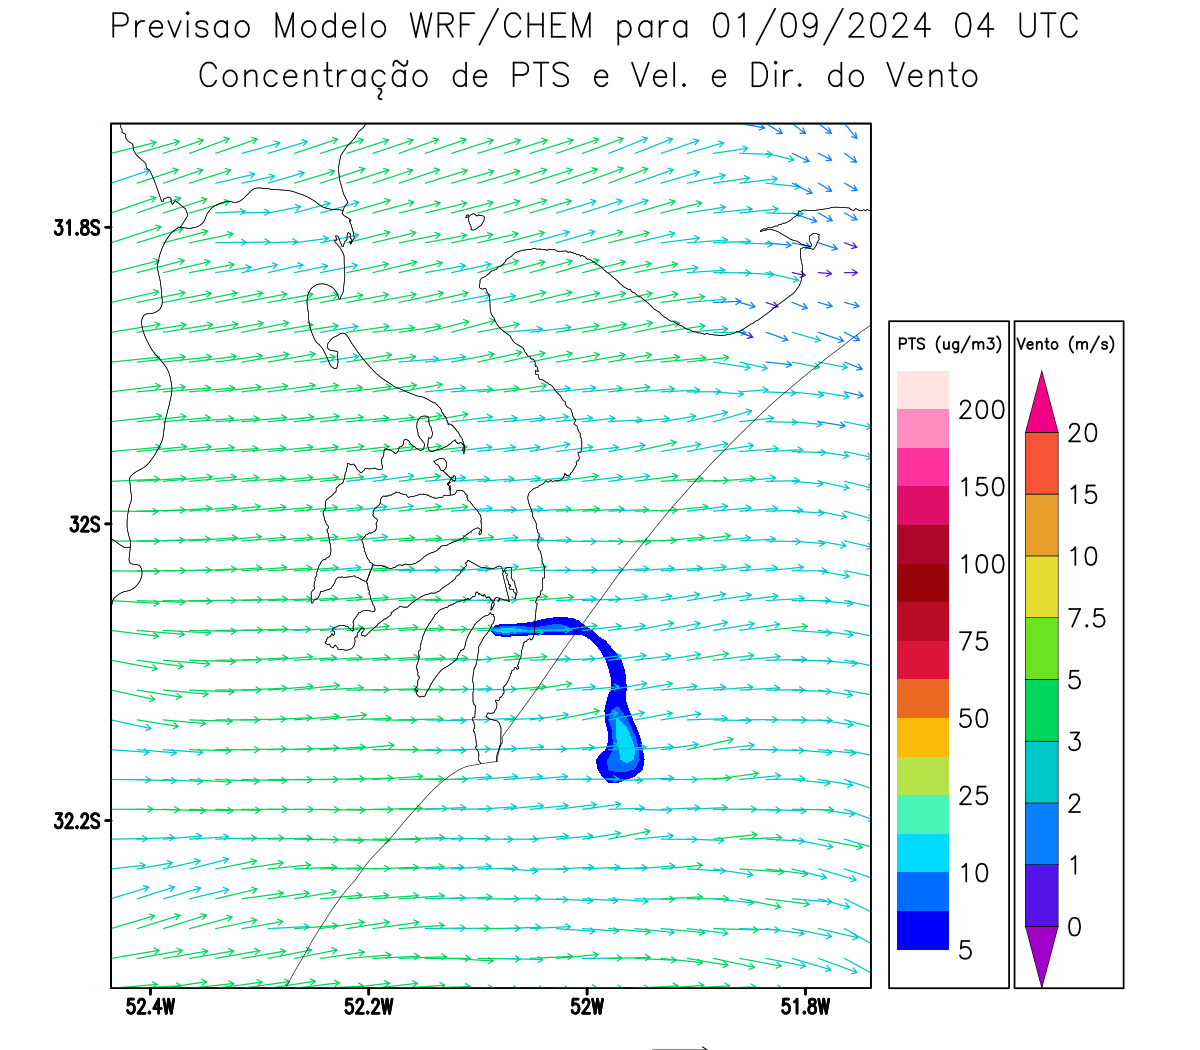 Previsao Modelo WRF/CHEM para 01/09/2024 04 UTC
Concentração de PTS e Vel. e Dir. do Vento
31.8S
32S
32.2S
52.4W
52.2W
52W
51.8W
PTS (ug/m3)
200
150
100
75
50
25
10
5
Vento (m/s)
20
15
10
7.5
5
3
2
1
0